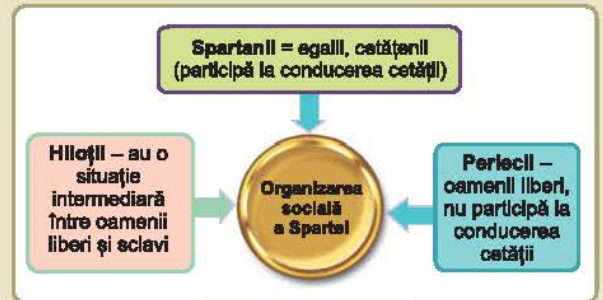 Spartanii = egalii, cetățenii
(participă la conducerea cetății)
Hiloții – au o
situație
intermediară
între oamenii
liberi și sclavi
Organizarea
socială
a Spartei
Periecii –
oamenii liberi,
nu participă la
conducerea
cetății